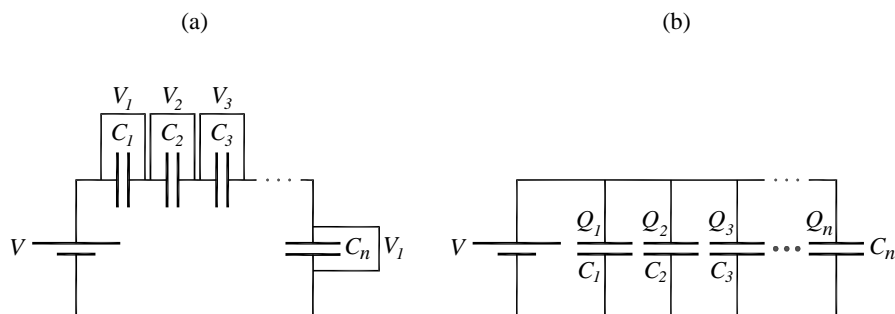 (a) (b)
V1 V2 V3
C1 C2 C3
V Cn V1
V Q1 Q2 Q3 Qn
C1 C2 C3 Cn